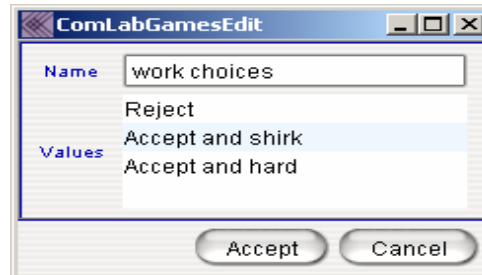 ComLabGamesEdit
Name work choices
Reject
Values Accept and shirk
Accept and hard
Accept Cancel